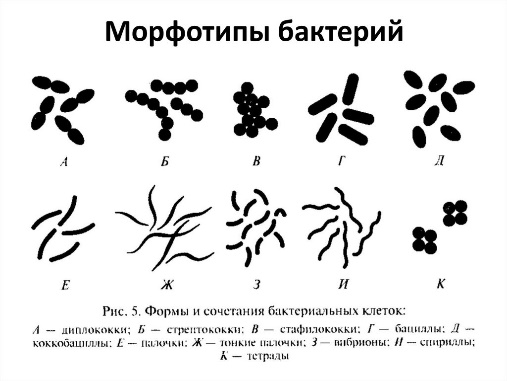 Морфотипы бактерий
А Б В Г Д
Е Ж З И К
Рис. 5. Формы и сочетания бактериальных клеток:
А — диплококки; Б — стрептококки; В — стафилококки; Г — бациллы; Д —
коккобациллы; Е — палочки; Ж — тонкие палочки; З — вибрионы; И — спириллы;
К — тетрады